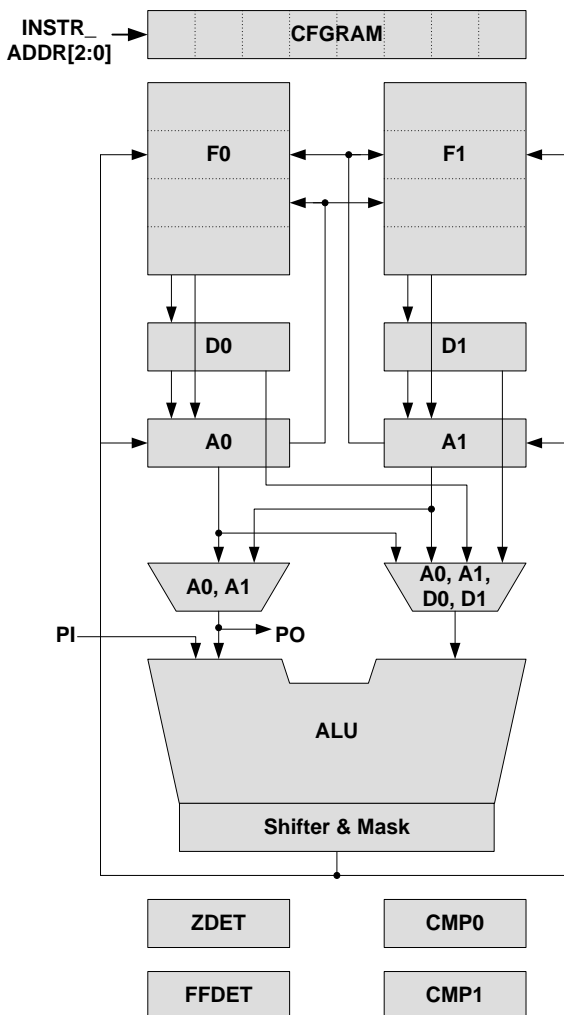 INSTR_
ADDR[2:0]
CFGRAM
F0
F1
D0
D1
A0
A1
A0, A1
A0, A1,
D0, D1
PI
PO
ALU
Shifter & Mask
ZDET
CMP0
FFDET
CMP1